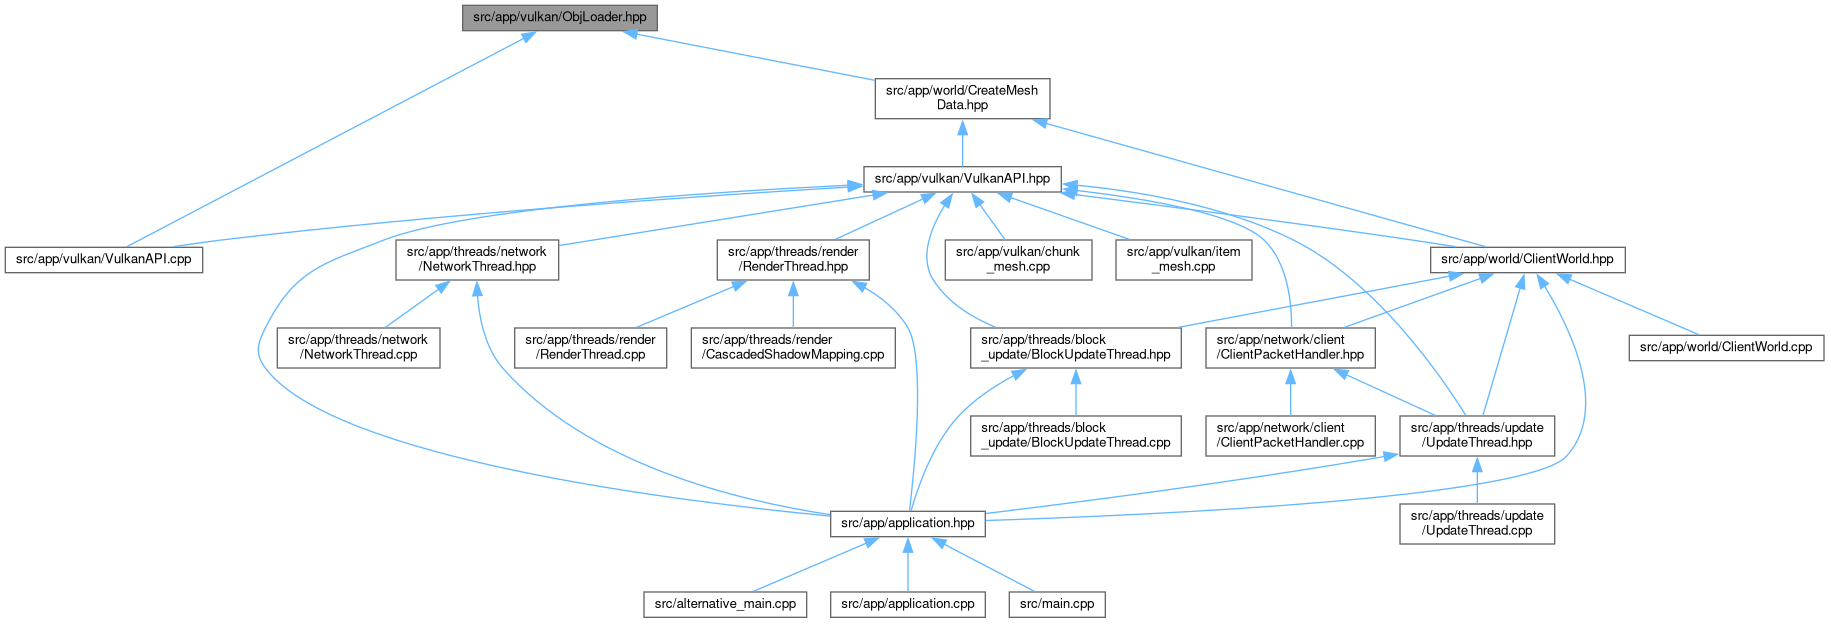 src/app/vulkan/ObjLoader.hpp
src/app/world/CreateMesh
Data.hpp
src/app/vulkan/VulkanAPI.hpp
src/app/vulkan/VulkanAPI.cpp
src/app/threads/network
/NetworkThread.hpp
src/app/threads/render
/RenderThread.hpp
src/app/vulkan/chunk
_mesh.cpp
src/app/vulkan/item
_mesh.cpp
src/app/world/ClientWorld.hpp
src/app/threads/network
/NetworkThread.cpp
src/app/threads/render
/RenderThread.cpp
src/app/threads/render
/CascadedShadowMapping.cpp
src/app/threads/block
_update/BlockUpdateThread.hpp
src/app/network/client
/ClientPacketHandler.hpp
src/app/world/ClientWorld.cpp
src/app/threads/block
_update/BlockUpdateThread.cpp
src/app/network/client
/ClientPacketHandler.cpp
src/app/threads/update
/UpdateThread.hpp
src/app/application.hpp
src/app/threads/update
/UpdateThread.cpp
src/alternative_main.cpp
src/app/application.cpp
src/main.cpp